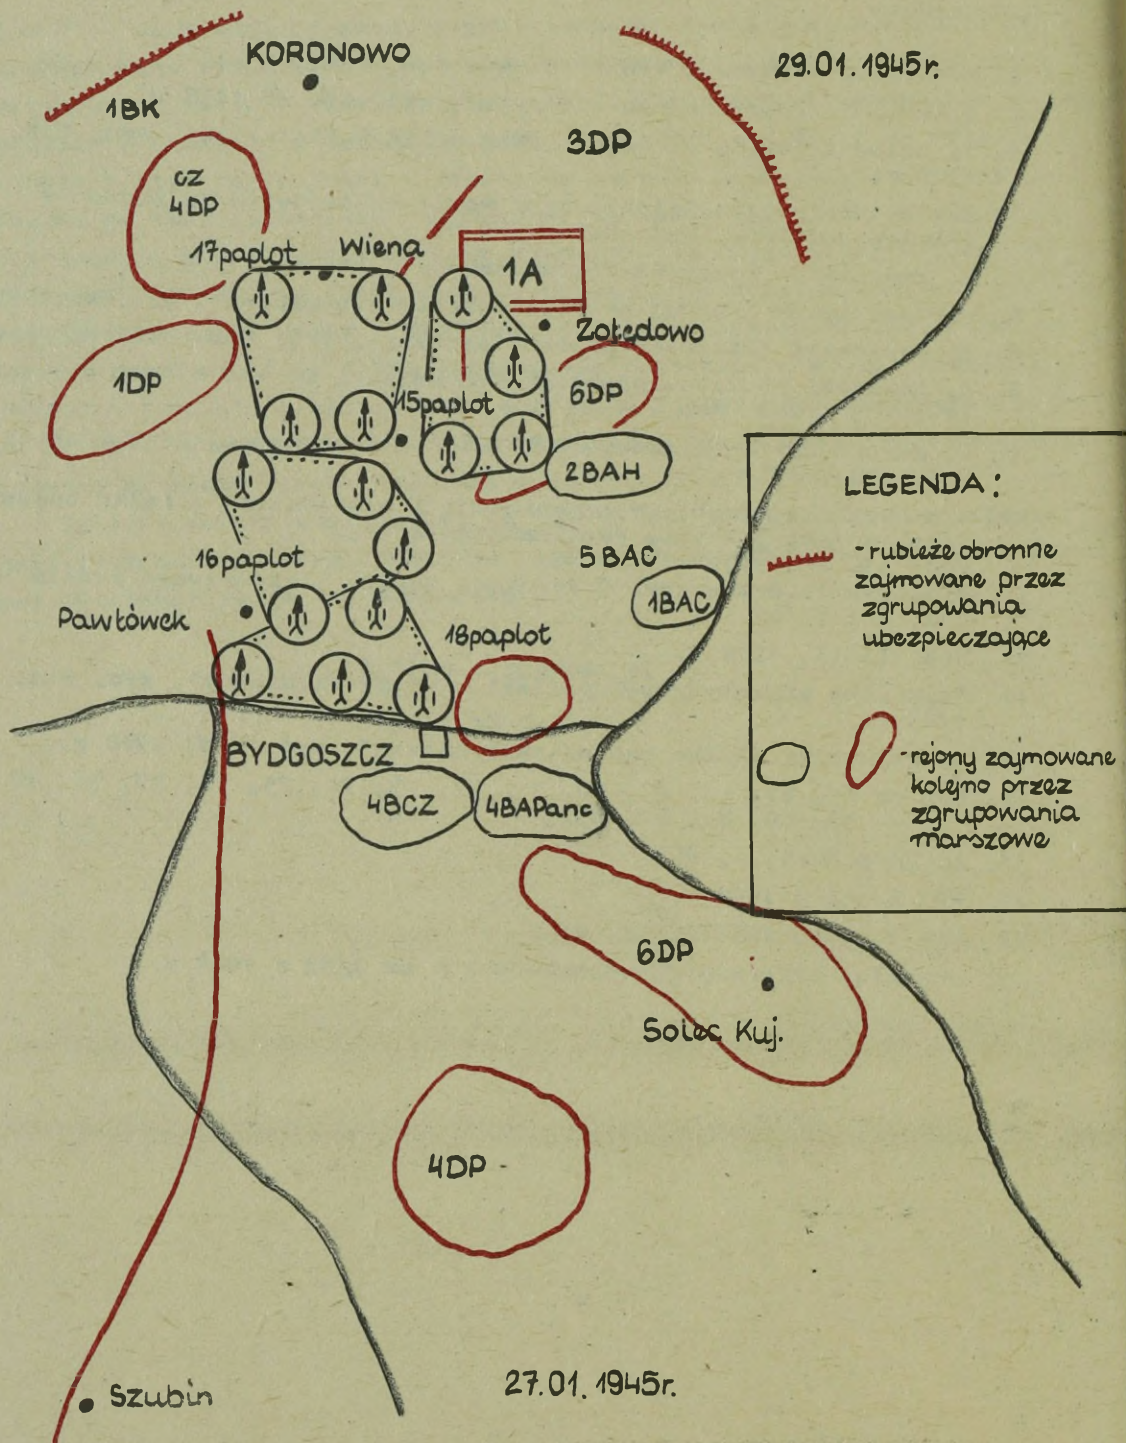 KORONOWO
29.01.1945r.
1BK
3DP
CZ
4DP
17paplot
Wiena
1A
Żołędowo
1DP
6DP
15paplot
2BAH
LEGENDA:
- rubieże obronne
zajmowane przez
zgrupowania
ubezpieczające
16paplot
5BAC
1BAC
Pawłówek
18paplot
BYDGOSZCZ
- rejony zajmowane
kolejno przez
zgrupowania
marszowe
4BCZ
4BAPanc
6DP
Solec Kuj.
4DP
27.01.1945r.
Szubin